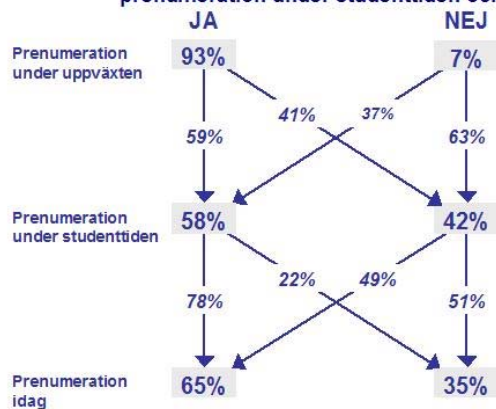 prenumeration under studenttiden
JA NEJ
Prenumeration
under uppväxten
93% 7%
41% 37%
59% 63%
Prenumeration
under studenttiden
58% 42%
22% 49%
78% 51%
Prenumeration
idag
65% 35%